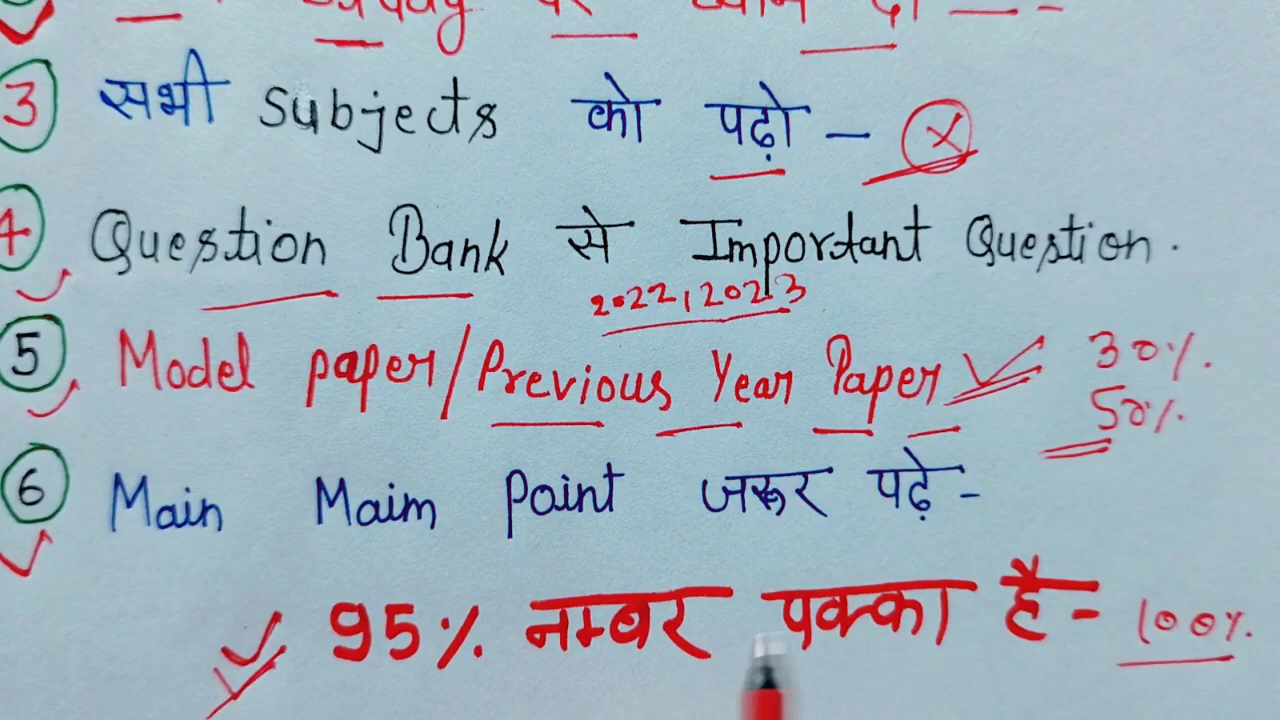 पर ध्यान दो - - -
3 सभी Subjects को पढ़ो - x
4 Question Bank से Important Question.
2022, 2023
5 Model paper/Previous Year Paper 30%.
50%.
6 Main Maim Point जरूर पढ़े -
95% नम्बर पक्का है - 100%.